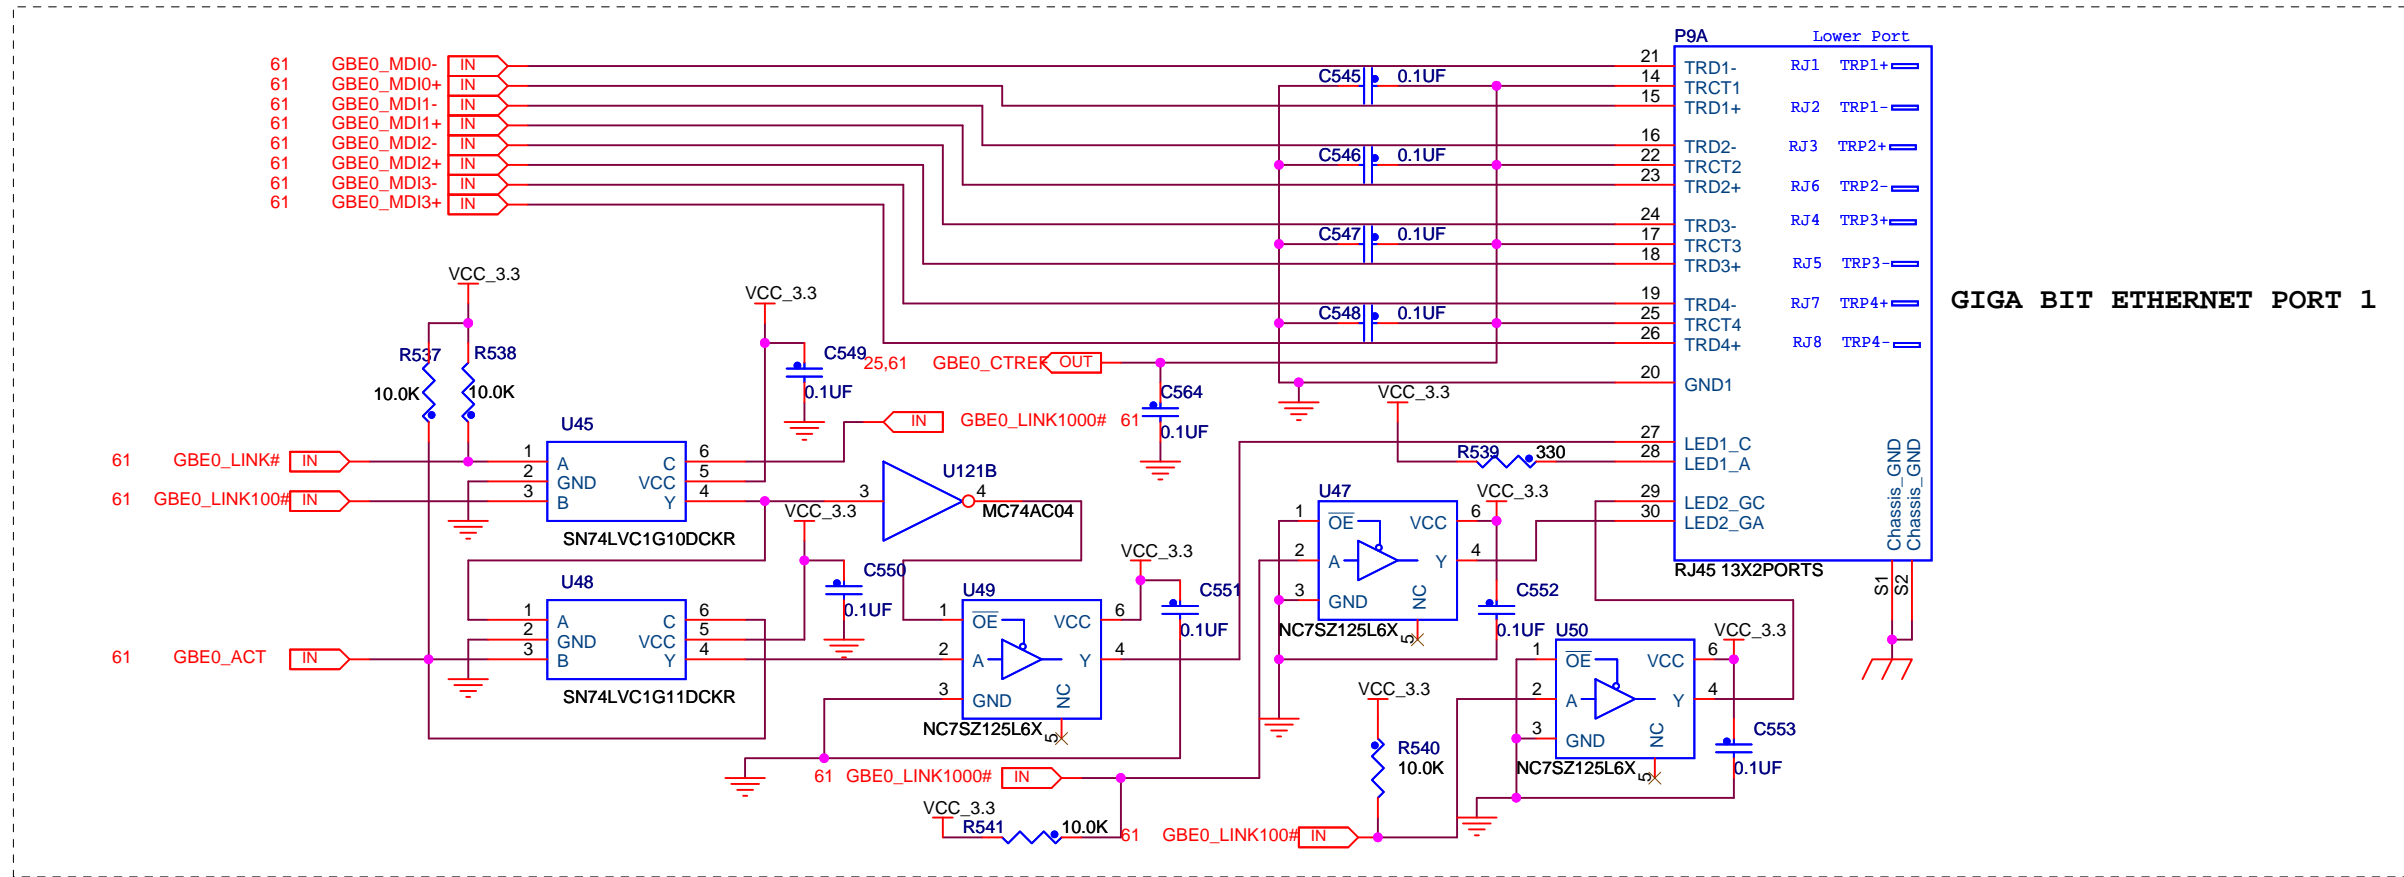 P9A Lower Port
61 GBE0_MDI0- IN
61 GBE0_MDI0+ IN
61 GBE0_MDI1- IN
61 GBE0_MDI1+ IN
61 GBE0_MDI2- IN
61 GBE0_MDI2+ IN
61 GBE0_MDI3- IN
61 GBE0_MDI3+ IN
C545 0.1UF
C546 0.1UF
C547 0.1UF
C548 0.1UF
21 TRD1- RJ1 TRP1+
14 TRCT1
15 TRD1+ RJ2 TRP1-
16 TRD2- RJ3 TRP2+
22 TRCT2
23 TRD2+ RJ6 TRP2-
24 TRD3- RJ4 TRP3+
17 TRCT3
18 TRD3+ RJ5 TRP3-
19 TRD4- RJ7 TRP4+
25 TRCT4
26 TRD4+ RJ8 TRP4-
20 GND1
27 LED1_C
28 LED1_A
29 LED2_GC
30 LED2_GA
Chassis_GND
Chassis_GND
S1
S2
RJ45 13X2PORTS
GIGA BIT ETHERNET PORT 1
VCC_3.3
R537
10.0K
R538
10.0K
VCC_3.3
C549
0.1UF
25,61 GBE0_CTREF OUT
C564
0.1UF
IN GBE0_LINK1000# 61
VCC_3.3
R539 330
61 GBE0_LINK# IN
61 GBE0_LINK100# IN
U45
1 A C 6
2 GND VCC 5
3 B Y 4
SN74LVC1G10DCKR
U121B
3 4
MC74AC04
VCC_3.3
C550
0.1UF
61 GBE0_ACT IN
U48
1 A C 6
2 GND VCC 5
3 B Y 4
SN74LVC1G11DCKR
U49
1 OE VCC 6
2 A Y 4
3 GND NC
5
NC7SZ125L6X
VCC_3.3
C551
0.1UF
U47
1 OE VCC 6
2 A Y 4
3 GND NC
5
NC7SZ125L6X
VCC_3.3
C552
0.1UF
U50
1 OE VCC 6
2 A Y 4
3 GND NC
5
NC7SZ125L6X
VCC_3.3
C553
0.1UF
61 GBE0_LINK1000# IN
VCC_3.3
R541 10.0K
VCC_3.3
R540
10.0K
61 GBE0_LINK100# IN